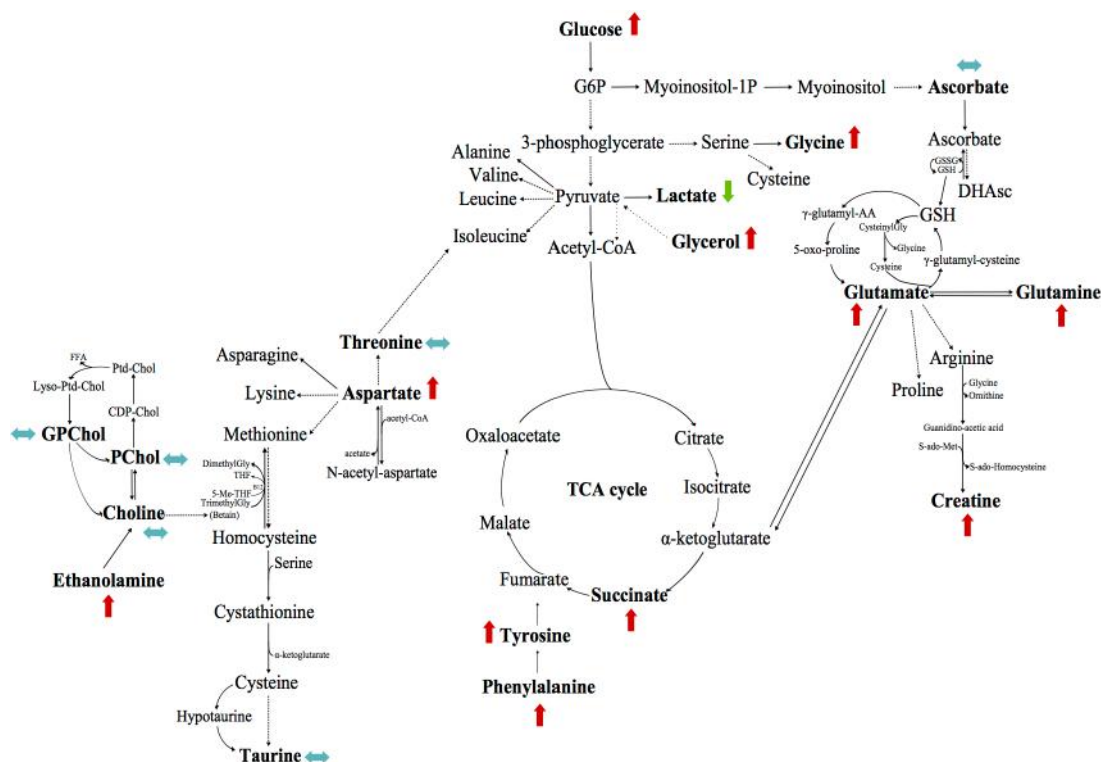 Glucose
G6P
Myoinositol-1P
Myoinositol
Ascorbate
3-phosphoglycerate
Serine
Glycine
Cysteine
Ascorbate
GSSG
GSH
DHAsc
Alanine
Valine
Leucine
Isoleucine
Pyruvate
Lactate
Glycerol
Acetyl-CoA
γ-glutamyl-AA
GSH
CysteinylGly
Glycine
5-oxo-proline
γ-glutamyl-cysteine
Cysteine
Glutamate
Glutamine
Arginine
Proline
Glycine
Ornithine
Guanidino-acetic acid
S-ado-Met
S-ado-Homocysteine
Creatine
Threonine
Asparagine
Aspartate
Lysine
Methionine
acetyl-CoA
acetate
N-acetyl-aspartate
FFA
Ptd-Chol
Lyso-Ptd-Chol
CDP-Chol
GPChol
PChol
Choline
Ethanolamine
DimethylGly
THF
B12
5-Me-THF
TrimethylGly
(Betain)
Homocysteine
Serine
Cystathionine
α-ketoglutarate
Cysteine
Hypotaurine
Taurine
Oxaloacetate
Citrate
TCA cycle
Isocitrate
Malate
α-ketoglutarate
Fumarate
Succinate
Tyrosine
Phenylalanine